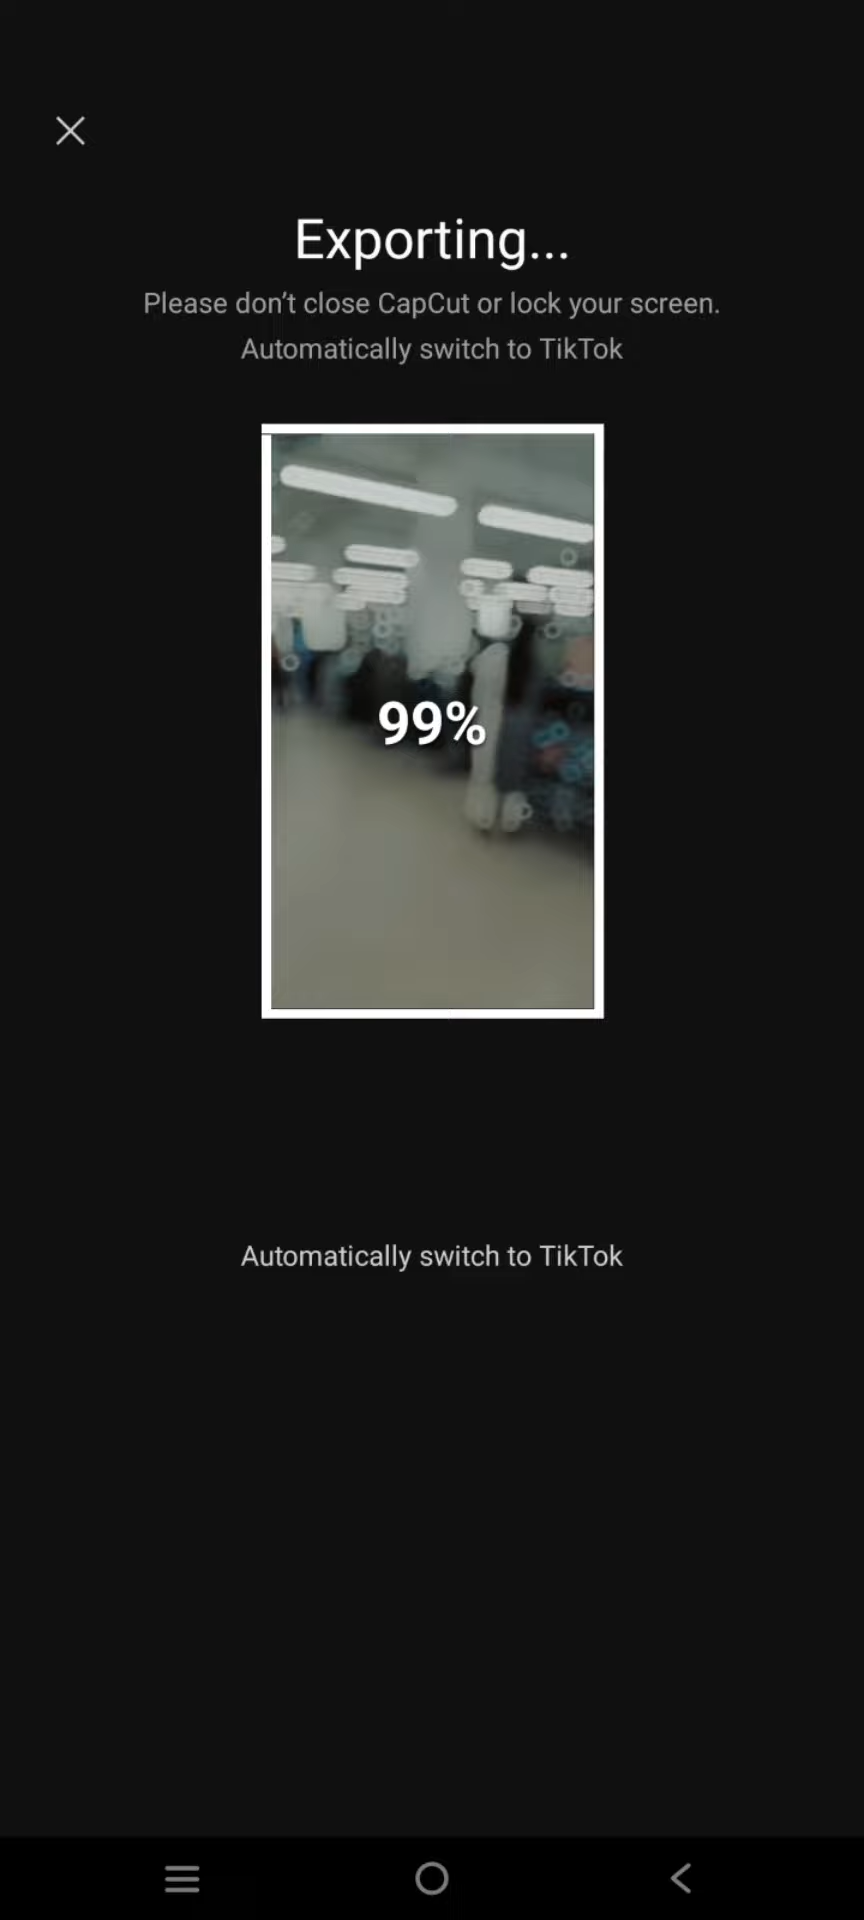 Exporting...
Please don’t close CapCut or lock your screen.
Automatically switch to TikTok
99%
Automatically switch to TikTok